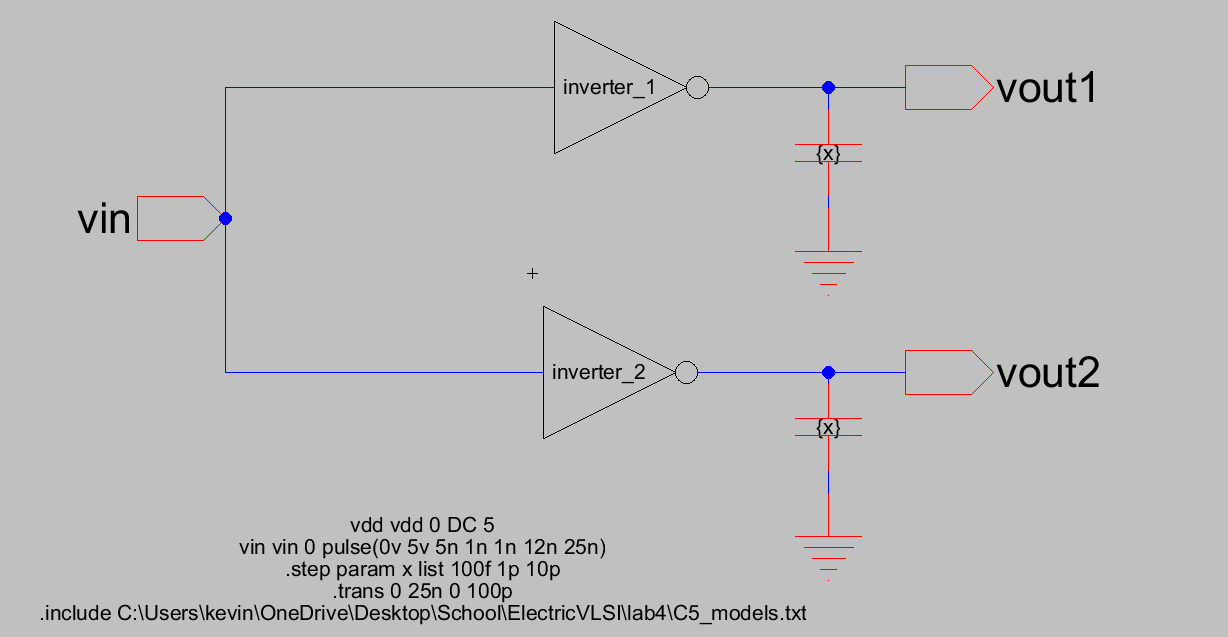 inverter_1
vout1
{x}
vin
inverter_2
vout2
{x}
vdd vdd 0 DC 5
vin vin 0 pulse(0v 5v 5n 1n 1n 12n 25n)
.step param x list 100f 1p 10p
.trans 0 25n 0 100p
.include C:\Users\kevin\OneDrive\Desktop\School\ElectricVLSI\lab4\C5_models.txt